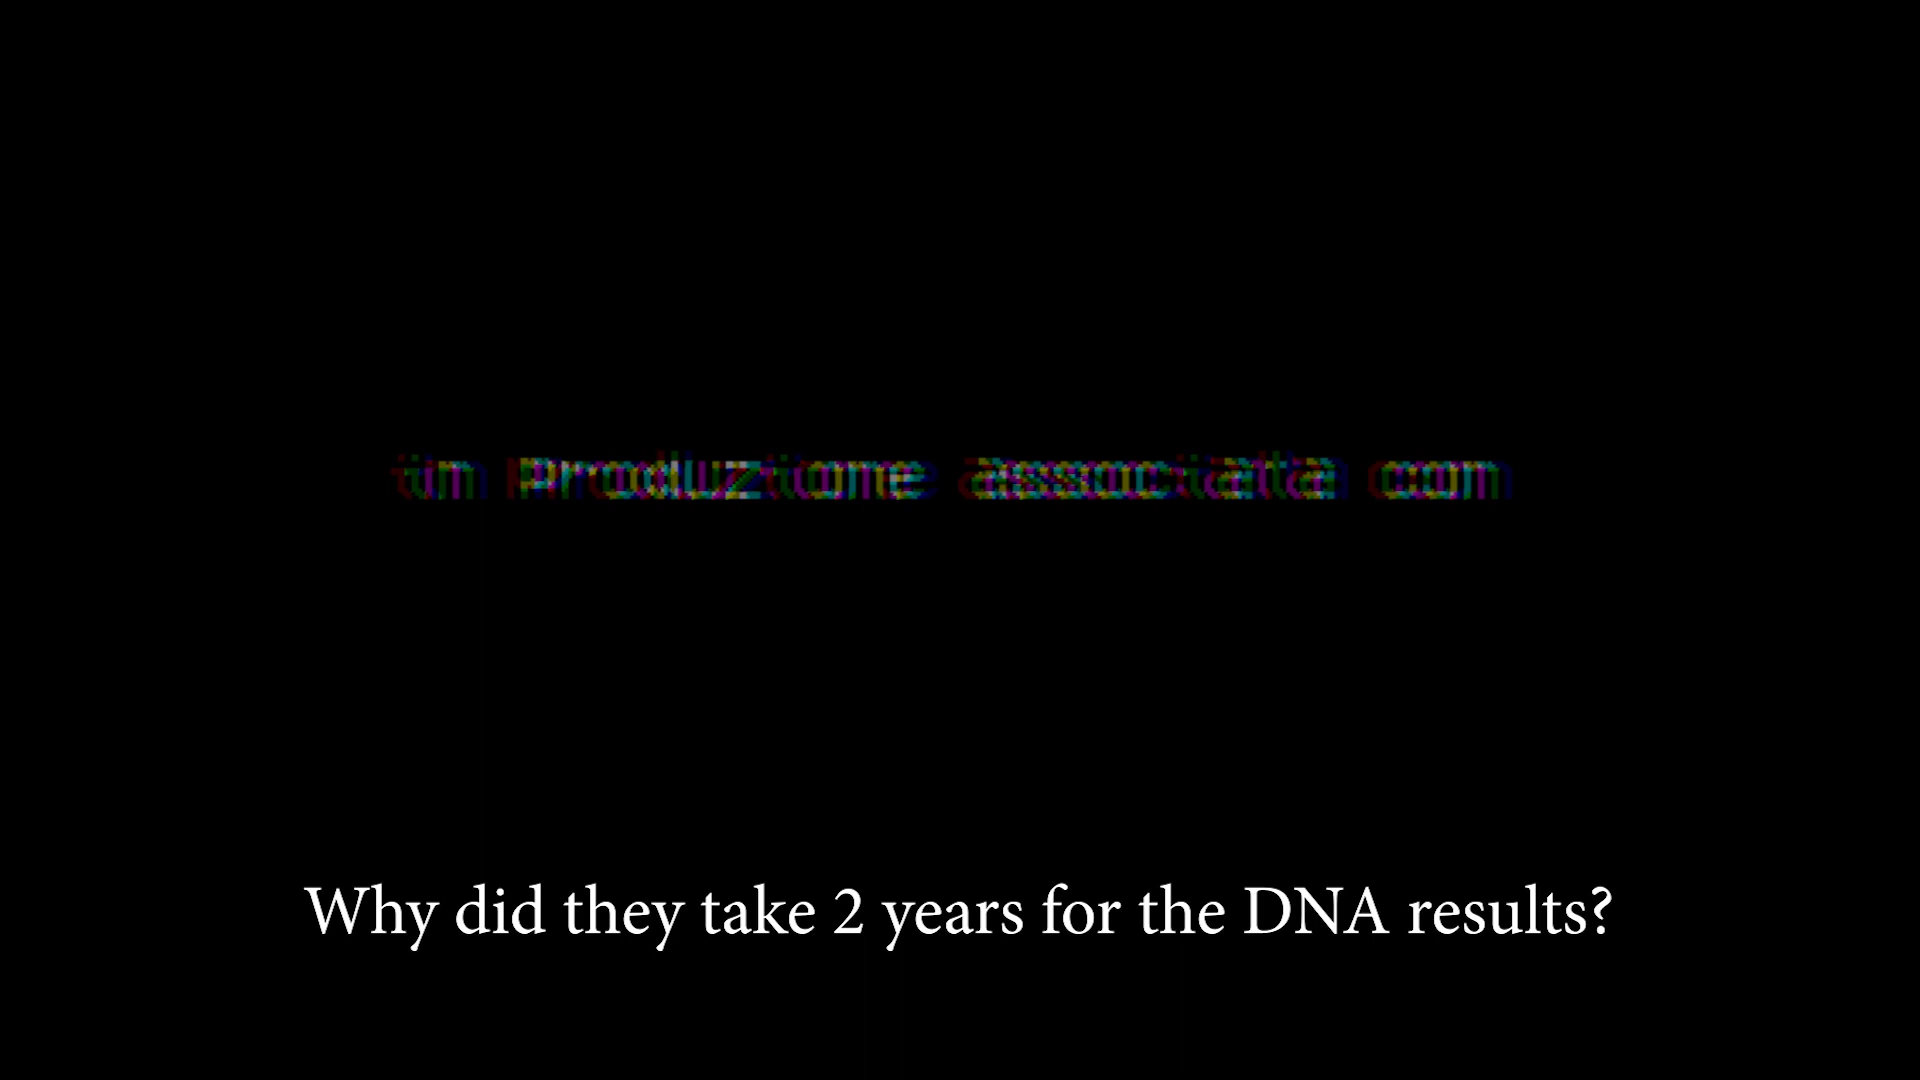 in produzione associata con
Why did they take 2 years for the DNA results?